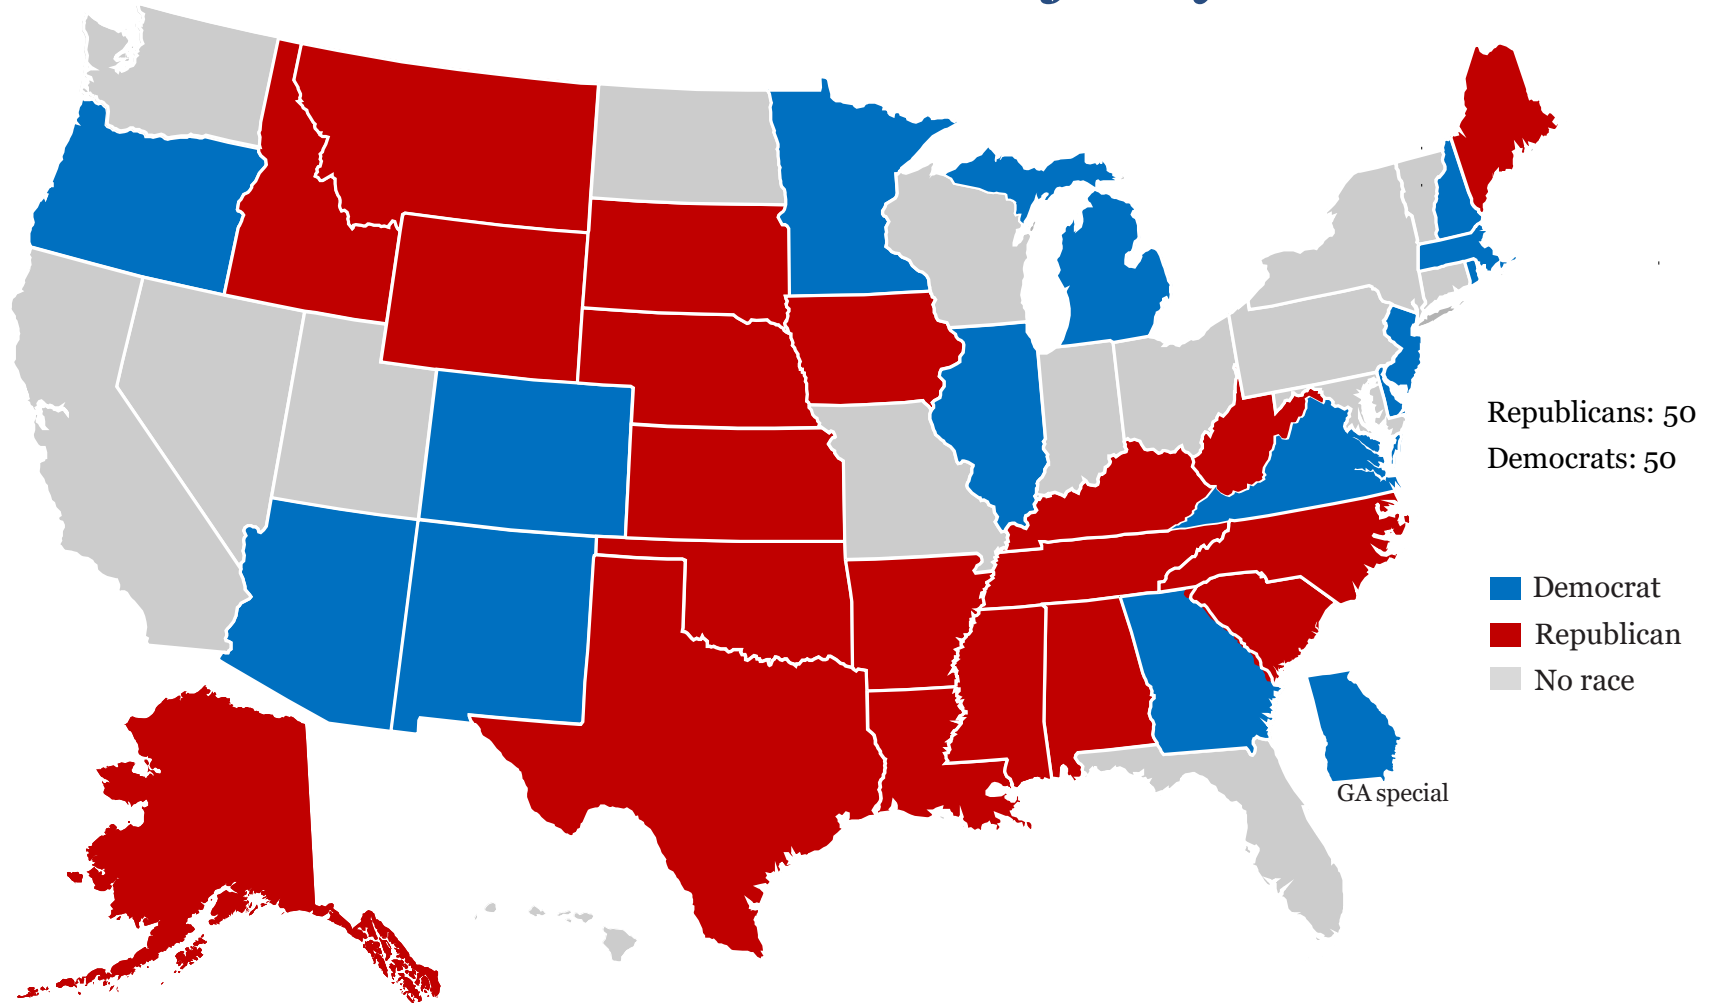 Republicans: 50
Democrats: 50
Democrat
Republican
No race
GA special